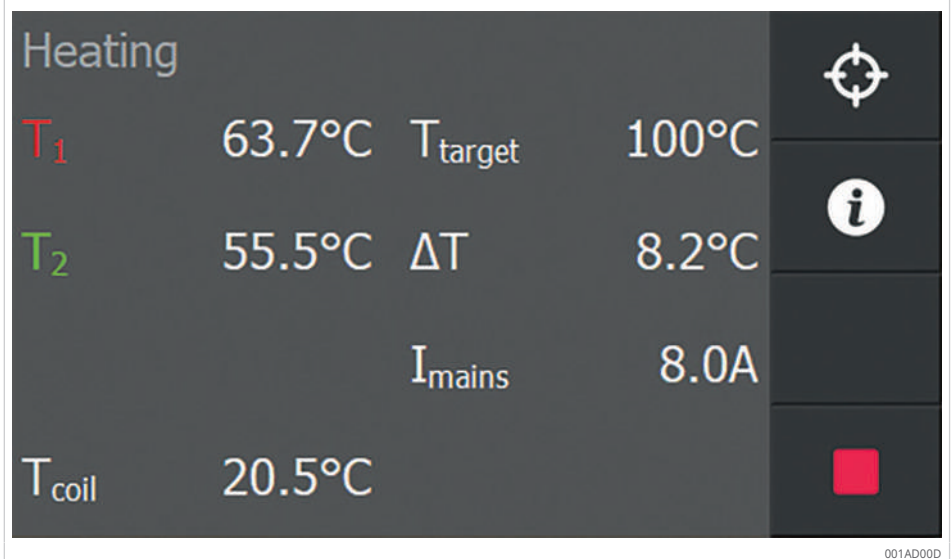 Heating
T1 63.7°C Ttarget 100°C
T2 55.5°C ΔT 8.2°C
Imains 8.0A
Tcoil 20.5°C
i
001AD00D